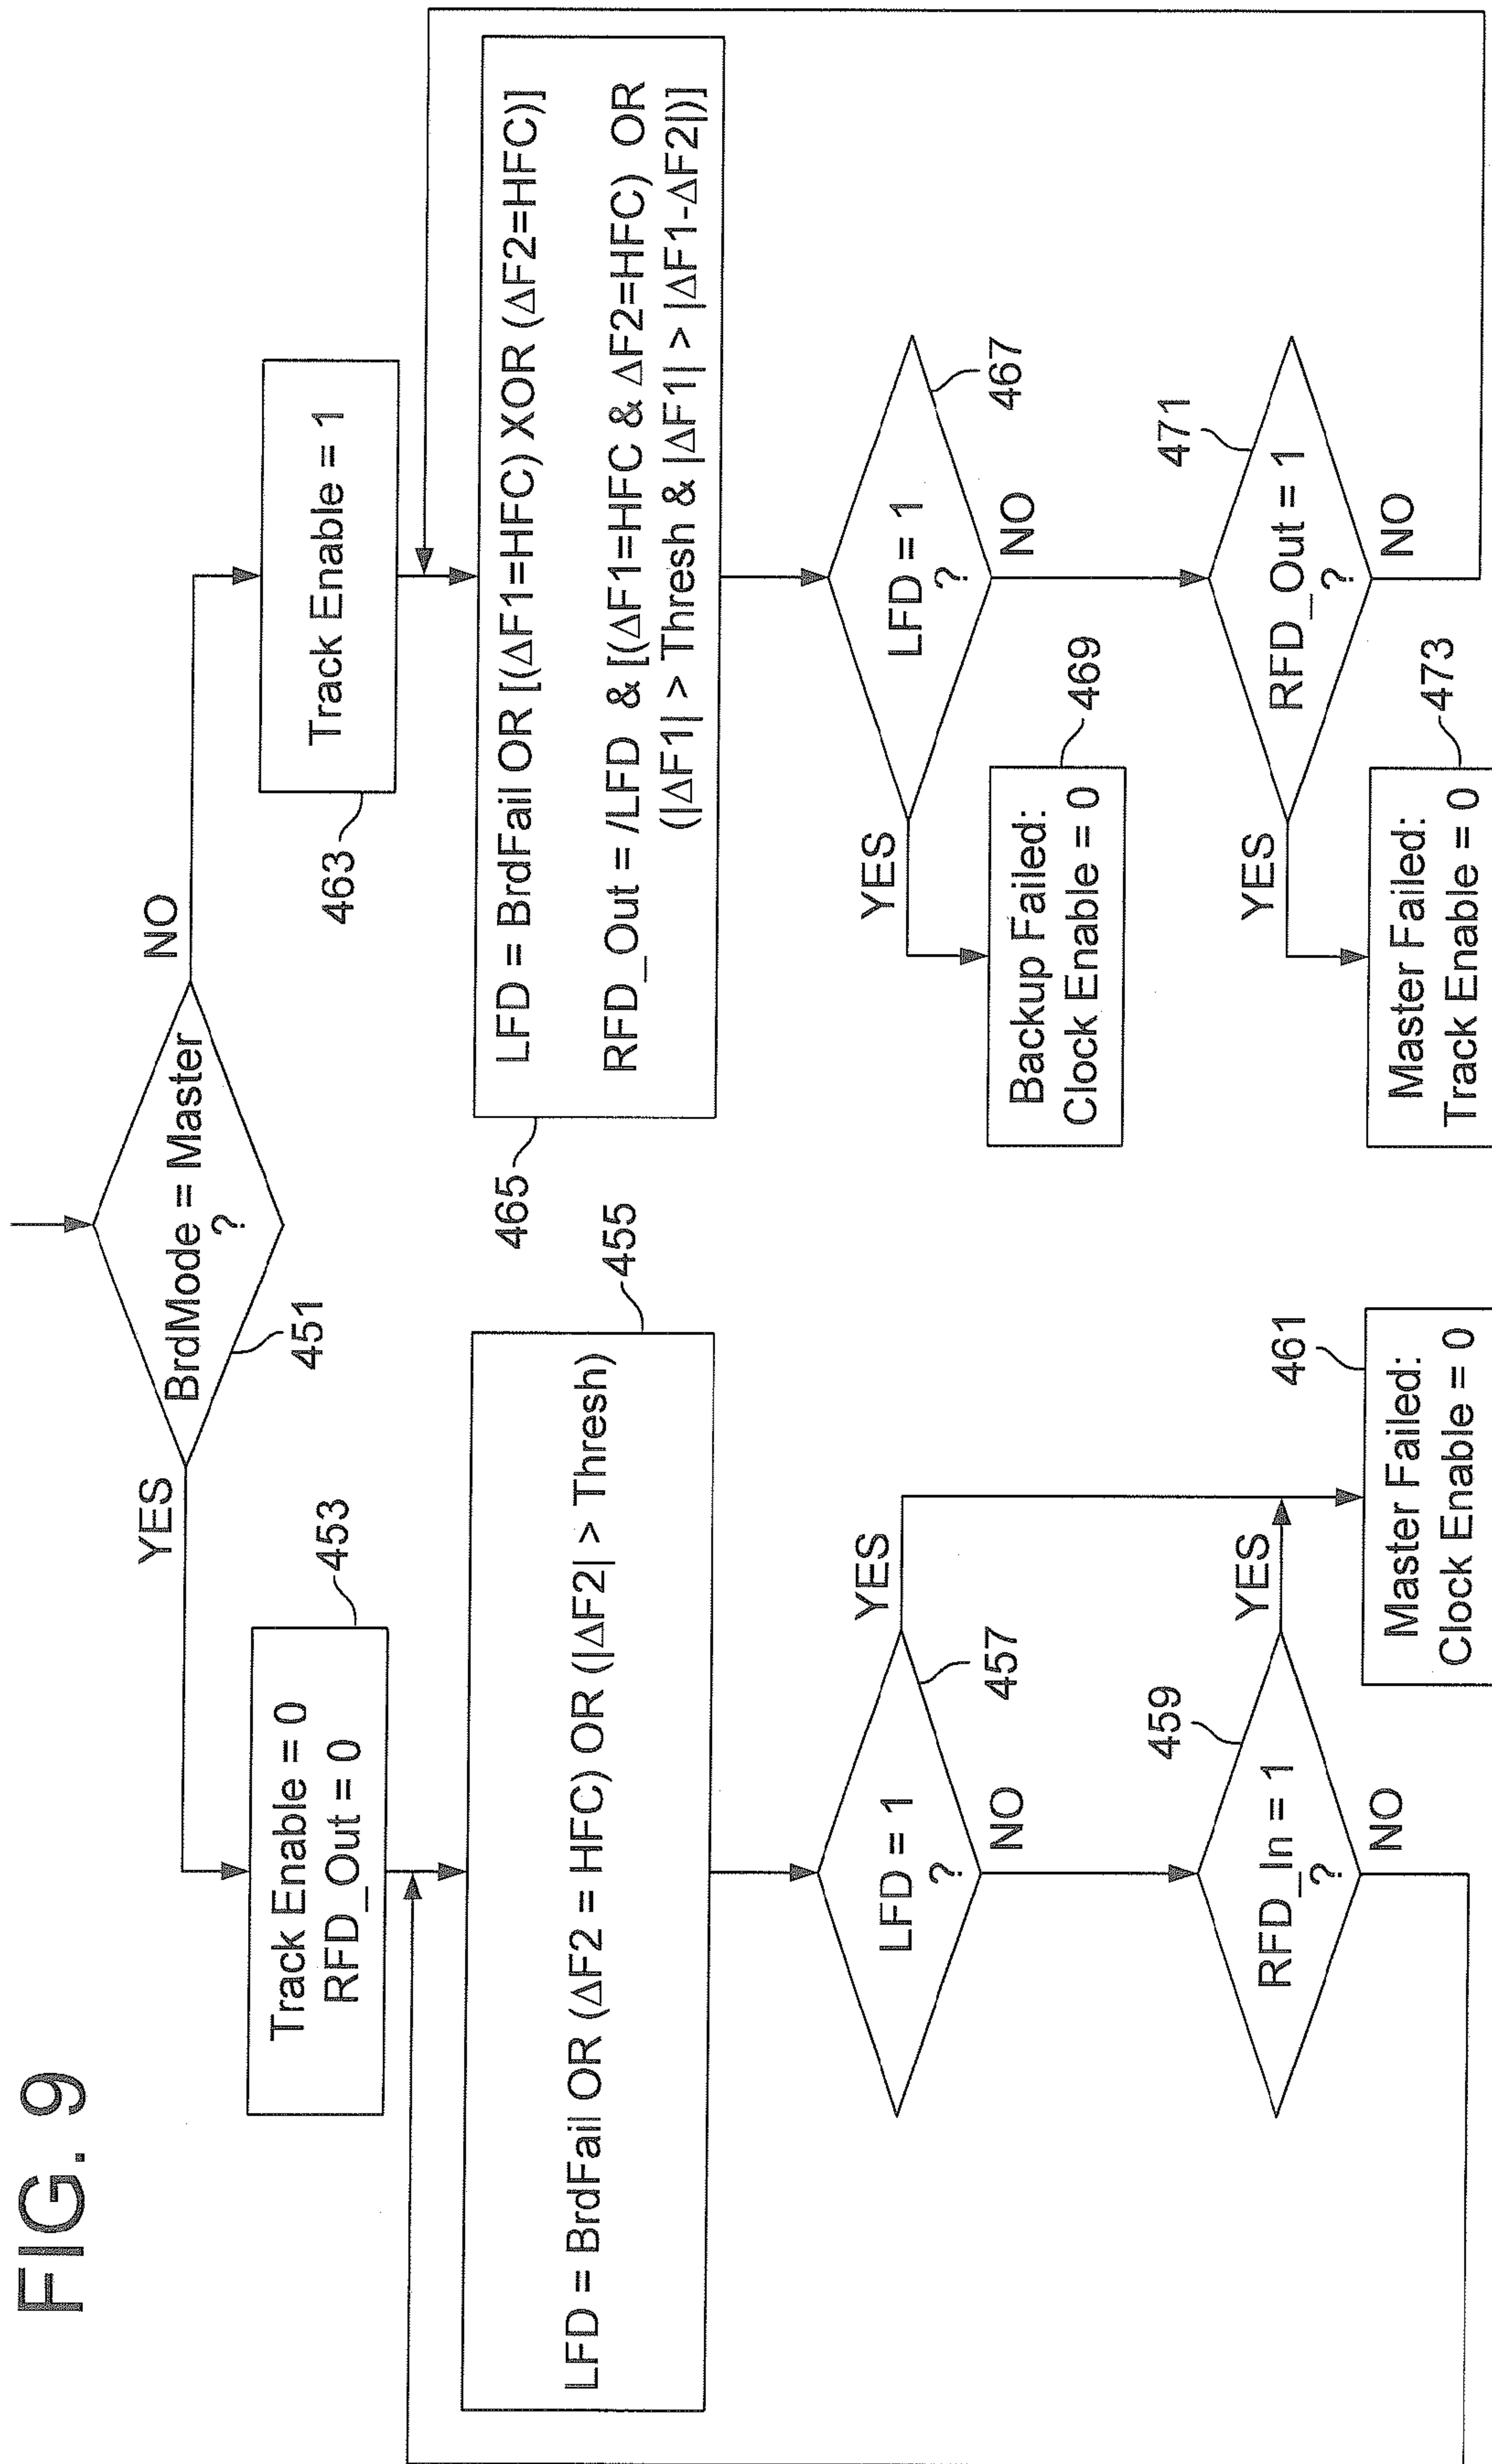 FIG. 9
BrdMode = Master
?
451
YES
NO
Track Enable = 0
RFD_Out = 0
453
LFD = BrdFail OR (ΔF2 = HFC) OR (|ΔF2| > Thresh)
455
LFD = 1
?
457
YES
NO
RFD_In = 1
?
459
YES
NO
Master Failed:
Clock Enable = 0
461
Track Enable = 1
463
LFD = BrdFail OR [(ΔF1=HFC) XOR (ΔF2=HFC)]
RFD_Out = /LFD & [(ΔF1=HFC & ΔF2=HFC) OR
(|ΔF1| > Thresh & |ΔF1| > |ΔF1-ΔF2|)]
465
LFD = 1
?
467
YES
NO
Backup Failed:
Clock Enable = 0
469
RFD_Out = 1
?
471
YES
NO
Master Failed:
Track Enable = 0
473